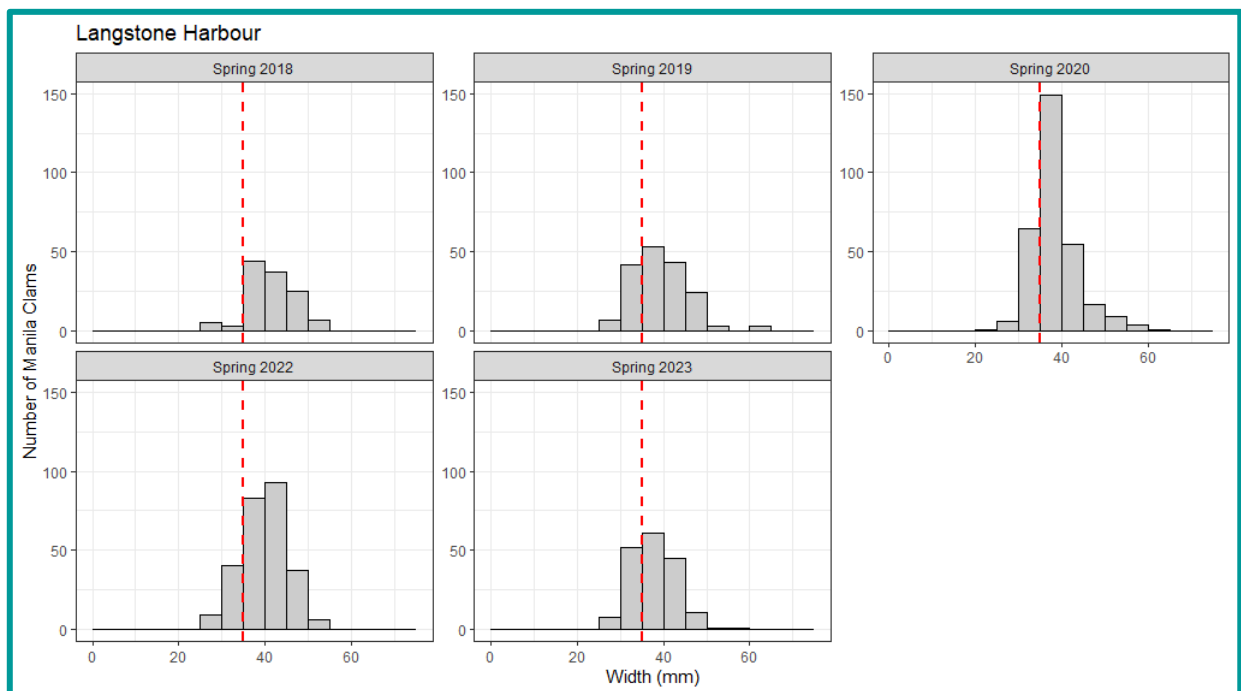 Langstone Harbour
Spring 2018 Spring 2019 Spring 2020
150 150 150
100 100 100
50 50 50
0 0 0
0 20 40 60
Spring 2022 Spring 2023
150 150
100 100
50 50
0 0
0 20 40 60 0 20 40 60
Number of Manila Clams
Width (mm)